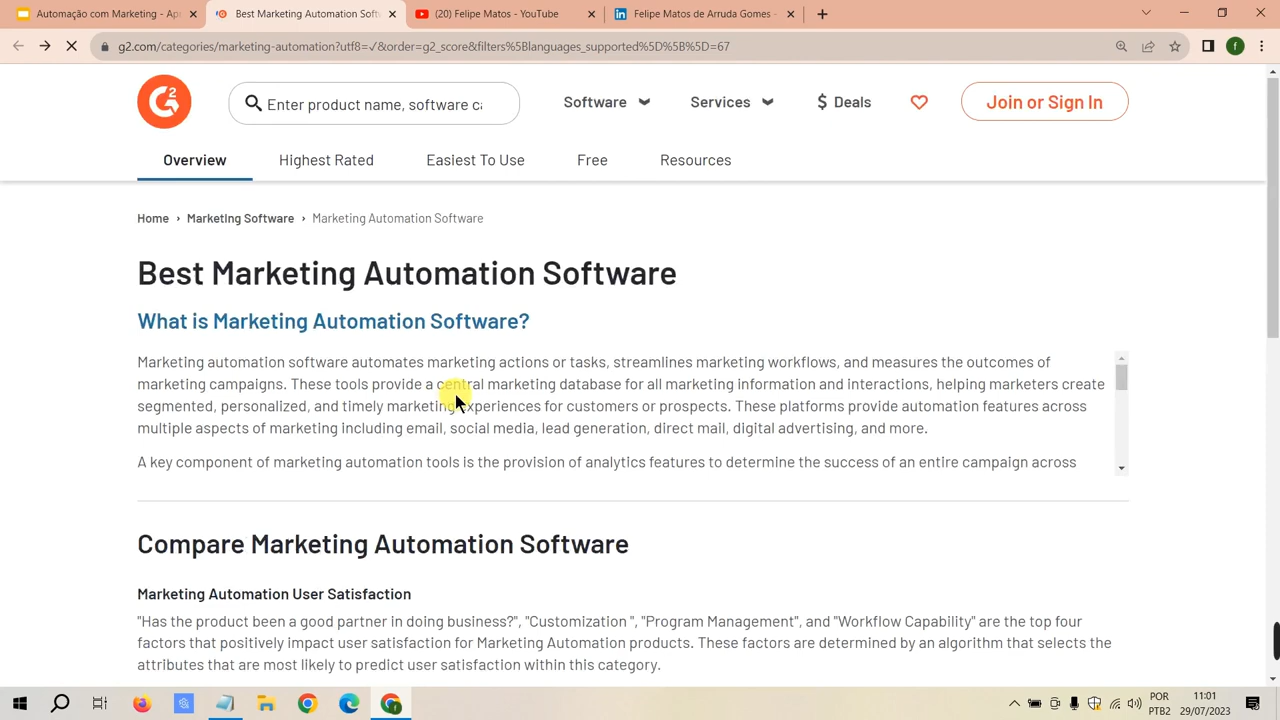 Automação com Marketing - Ap
Best Marketing Automation Soft
(20) Felipe Matos - YouTube
Felipe Matos de Arruda Gomes -
g2.com/categories/marketing-automation?utf8=✓&order=g2_score&filters%5Blanguages_supported%5D%5B%5D=67
f
G2
Enter product name, software ca
Software
Services
$ Deals
Join or Sign In
Overview
Highest Rated
Easiest To Use
Free
Resources
Home › Marketing Software › Marketing Automation Software
Best Marketing Automation Software
What is Marketing Automation Software?
Marketing automation software automates marketing actions or tasks, streamlines marketing workflows, and measures the outcomes of
marketing campaigns. These tools provide a central marketing database for all marketing information and interactions, helping marketers create
segmented, personalized, and timely marketing experiences for customers or prospects. These platforms provide automation features across
multiple aspects of marketing including email, social media, lead generation, direct mail, digital advertising, and more.
A key component of marketing automation tools is the provision of analytics features to determine the success of an entire campaign across
Compare Marketing Automation Software
Marketing Automation User Satisfaction
"Has the product been a good partner in doing business?", "Customization ", "Program Management", and "Workflow Capability" are the top four
factors that positively impact user satisfaction for Marketing Automation products. These factors are determined by an algorithm that selects the
attributes that are most likely to predict user satisfaction within this category.
POR
PTB2
11:01
29/07/2023